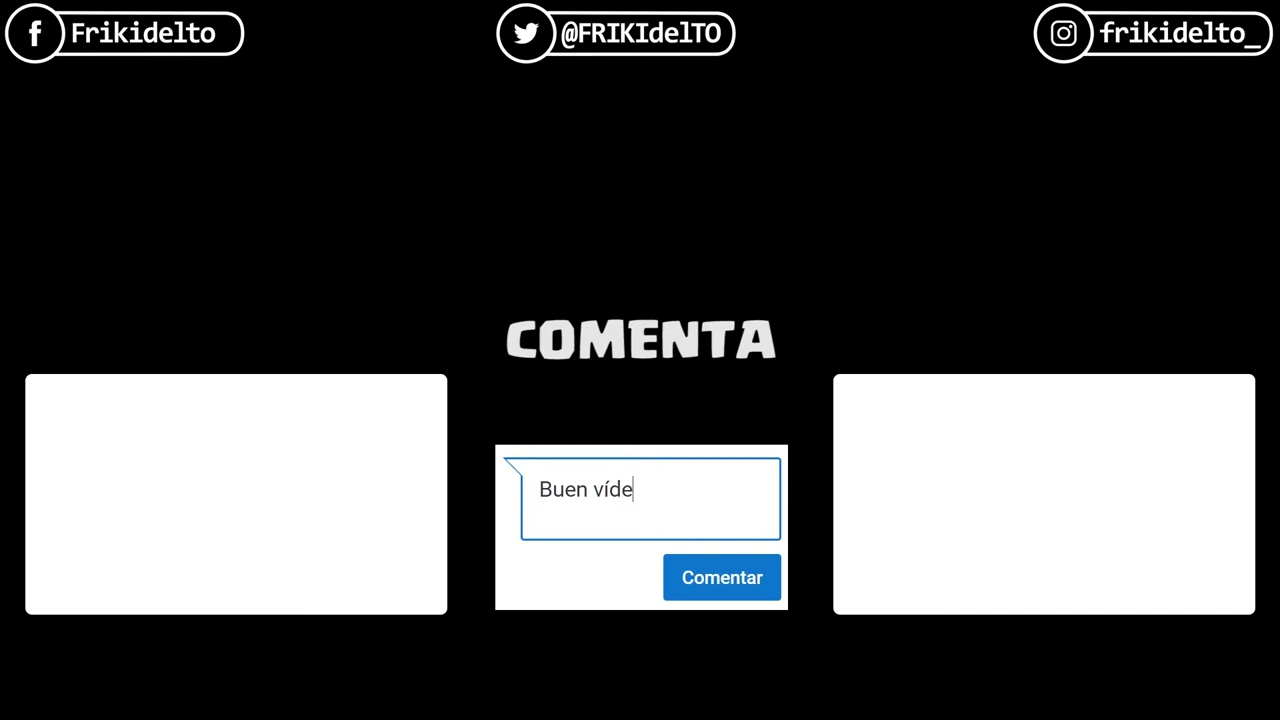 Frikidelto
@FRIKIdelTO
frikidelto_
COMENTA
Buen víde
Comentar